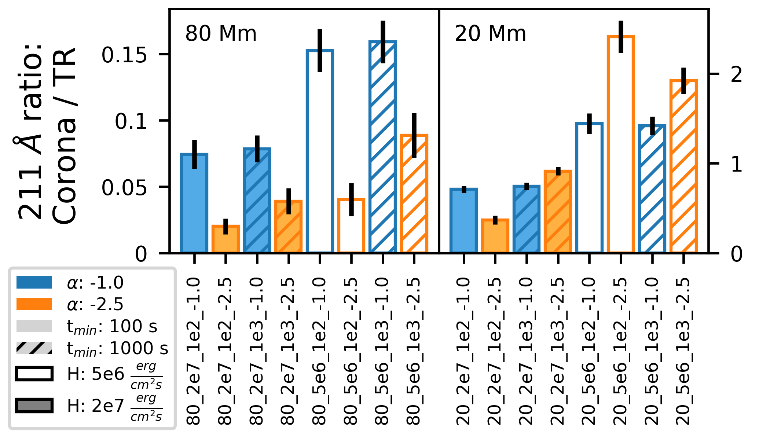 211 Å ratio:
Corona / TR
80 Mm
20 Mm
0.15
0.1
0.05
0
2
1
0
80_2e7_1e2_-1.0
80_2e7_1e2_-2.5
80_2e7_1e3_-1.0
80_2e7_1e3_-2.5
80_5e6_1e2_-1.0
80_5e6_1e2_-2.5
80_5e6_1e3_-1.0
80_5e6_1e3_-2.5
20_2e7_1e2_-1.0
20_2e7_1e2_-2.5
20_2e7_1e3_-1.0
20_2e7_1e3_-2.5
20_5e6_1e2_-1.0
20_5e6_1e2_-2.5
20_5e6_1e3_-1.0
20_5e6_1e3_-2.5
α: -1.0
α: -2.5
t_min: 100 s
t_min: 1000 s
H: 5e6 erg/cm²s
H: 2e7 erg/cm²s